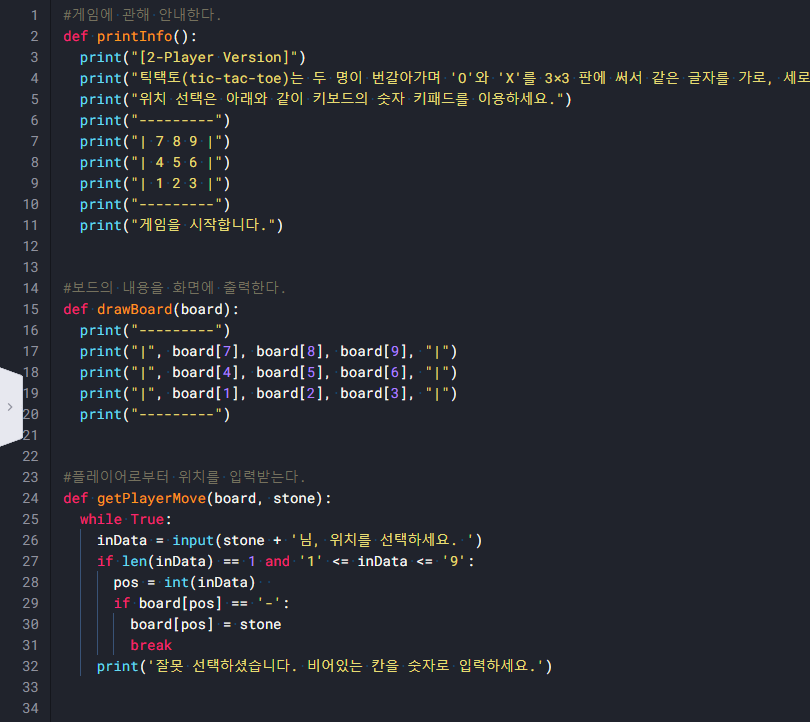 1 #게임에 관해 안내한다.
2 def printInfo():
3 print("[2-Player Version]")
4 print("틱택토(tic-tac-toe)는 두 명이 번갈아가며 'O'와 'X'를 3×3 판에 써서 같은 글자를 가로, 세로
5 print("위치 선택은 아래와 같이 키보드의 숫자 키패드를 이용하세요.")
6 print("---------")
7 print("| 7 8 9 |")
8 print("| 4 5 6 |")
9 print("| 1 2 3 |")
10 print("---------")
11 print("게임을 시작합니다.")
12
13
14 #보드의 내용을 화면에 출력한다.
15 def drawBoard(board):
16 print("---------")
17 print("|", board[7], board[8], board[9], "|")
18 print("|", board[4], board[5], board[6], "|")
19 print("|", board[1], board[2], board[3], "|")
20 print("---------")
21
22
23 #플레이어로부터 위치를 입력받는다.
24 def getPlayerMove(board, stone):
25 while True:
26 inData = input(stone + '님, 위치를 선택하세요. ')
27 if len(inData) == 1 and '1' <= inData <= '9':
28 pos = int(inData)
29 if board[pos] == '-':
30 board[pos] = stone
31 break
32 print('잘못 선택하셨습니다. 비어있는 칸을 숫자로 입력하세요.')
33
34